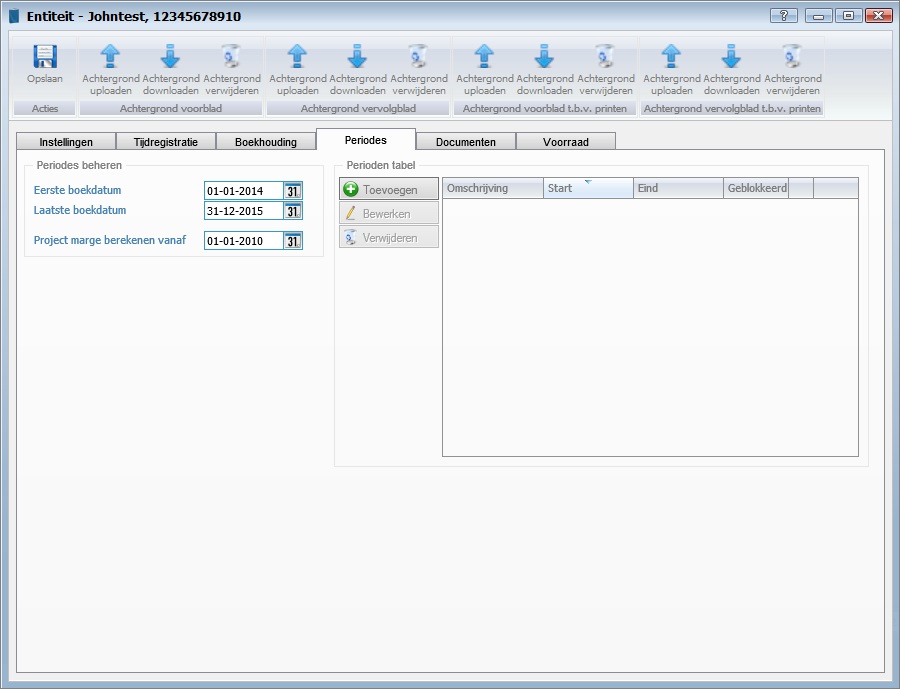 Entiteit - Johntest, 12345678910
?
Opslaan
Achtergrond uploaden
Achtergrond downloaden
Achtergrond verwijderen
Achtergrond uploaden
Achtergrond downloaden
Achtergrond verwijderen
Achtergrond uploaden
Achtergrond downloaden
Achtergrond verwijderen
Achtergrond uploaden
Achtergrond downloaden
Achtergrond verwijderen
Acties
Achtergrond voorblad
Achtergrond vervolgblad
Achtergrond voorblad t.b.v. printen
Achtergrond vervolgblad t.b.v. printen
Instellingen
Tijdregistratie
Boekhouding
Periodes
Documenten
Voorraad
Periodes beheren
Eerste boekdatum 01-01-2014 31
Laatste boekdatum 31-12-2015 31
Project marge berekenen vanaf 01-01-2010 31
Perioden tabel
Toevoegen
Bewerken
Verwijderen
Omschrijving Start Eind Geblokkeerd